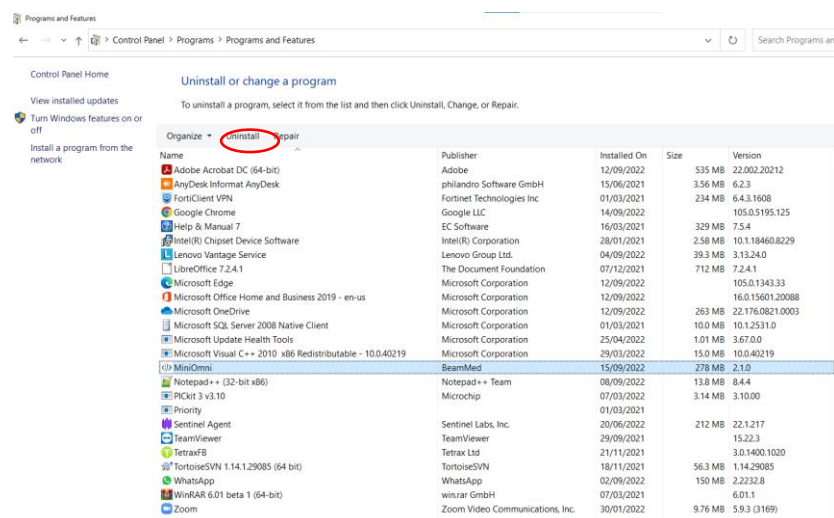 Programs and Features
Control Panel > Programs > Programs and Features
Search Programs an
Control Panel Home
View installed updates
Turn Windows features on or
off
Install a program from the
network
Uninstall or change a program
To uninstall a program, select it from the list and then click Uninstall, Change, or Repair.
Organize Uninstall Repair
Name Publisher Installed On Size Version
Adobe Acrobat DC (64-bit) Adobe 12/09/2022 535 MB 22.002.20212
AnyDesk Informat AnyDesk philandro Software GmbH 15/06/2021 3.56 MB 6.2.3
FortiClient VPN Fortinet Technologies Inc 01/03/2021 234 MB 6.4.3.1608
Google Chrome Google LLC 14/09/2022 105.0.5195.125
Help & Manual 7 EC Software 16/03/2021 329 MB 7.5.4
Intel(R) Chipset Device Software Intel(R) Corporation 28/01/2021 2.58 MB 10.1.18460.8229
Lenovo Vantage Service Lenovo Group Ltd. 04/09/2022 39.3 MB 3.13.24.0
LibreOffice 7.2.4.1 The Document Foundation 07/12/2021 712 MB 7.2.4.1
Microsoft Edge Microsoft Corporation 12/09/2022 105.0.1343.33
Microsoft Office Home and Business 2019 - en-us Microsoft Corporation 12/09/2022 16.0.15601.20088
Microsoft OneDrive Microsoft Corporation 12/09/2022 263 MB 22.176.0821.0003
Microsoft SQL Server 2008 Native Client Microsoft Corporation 01/03/2021 10.0 MB 10.1.2531.0
Microsoft Update Health Tools Microsoft Corporation 25/04/2022 1.01 MB 3.67.0.0
Microsoft Visual C++ 2010 x86 Redistributable - 10.0.40219 Microsoft Corporation 29/03/2022 15.0 MB 10.0.40219
MiniOmni BeamMed 15/09/2022 278 MB 2.1.0
Notepad++ (32-bit x86) Notepad++ Team 08/09/2022 13.8 MB 8.4.4
PICkit 3 v3.10 Microchip 07/03/2022 3.14 MB 3.10.00
Priority 01/03/2021
Sentinel Agent Sentinel Labs, Inc. 20/06/2022 212 MB 22.1.217
TeamViewer TeamViewer 29/09/2021 15.22.3
TetraxFB Tetrax Ltd 21/11/2021 3.0.1400.1020
TortoiseSVN 1.14.1.29085 (64 bit) TortoiseSVN 18/11/2021 56.3 MB 1.14.29085
WhatsApp WhatsApp 02/09/2022 150 MB 2.2232.8
WinRAR 6.01 beta 1 (64-bit) win.rar GmbH 07/03/2021 6.01.1
Zoom Zoom Video Communications, Inc. 30/01/2022 9.76 MB 5.9.3 (3169)